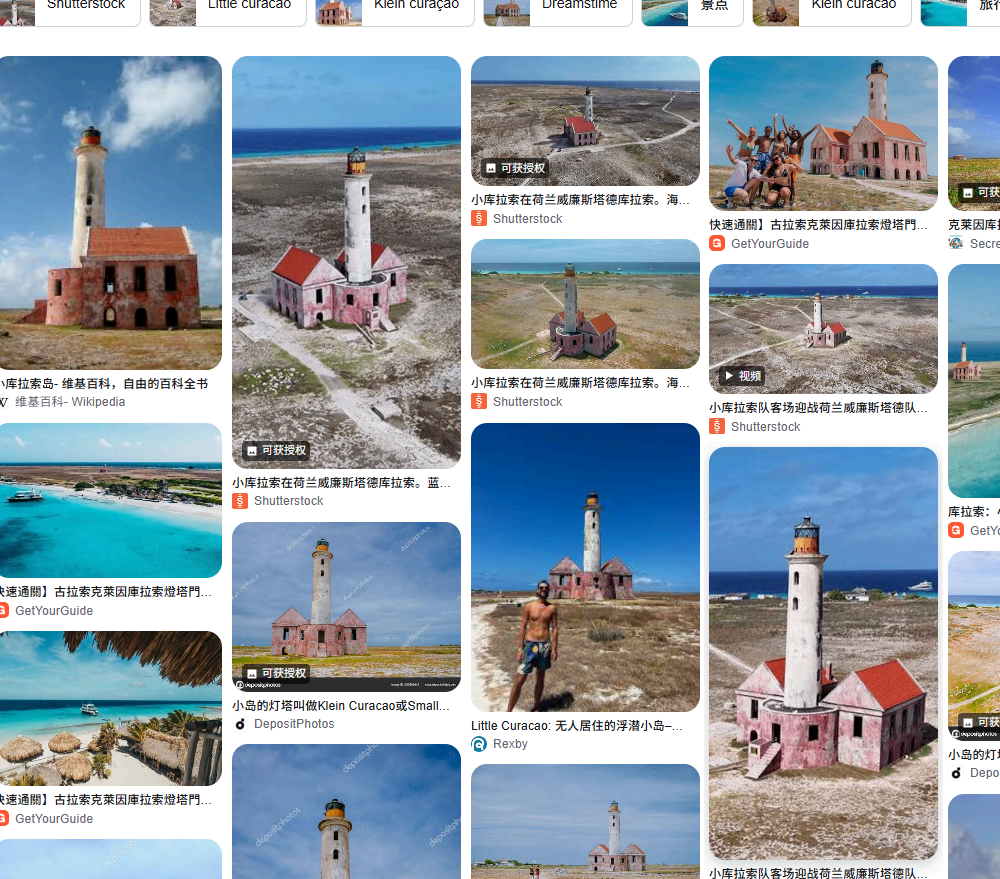 Shutterstock
Little curacao
Klein curaçao
Dreamstime
景点
Klein curacao
小库拉索岛- 维基百科，自由的百科全书
维基百科- Wikipedia
快速通關】古拉索克萊因庫拉索燈塔門...
GetYourGuide
快速通關】古拉索克萊因庫拉索燈塔門...
GetYourGuide
可获授权
小库拉索在荷兰威廉斯塔德库拉索。蓝...
Shutterstock
depositphotos
可获授权
depositphotos
小岛的灯塔叫做Klein Curacao或Small...
DepositPhotos
depositphotos
可获授权
小库拉索在荷兰威廉斯塔德库拉索。海...
Shutterstock
小库拉索在荷兰威廉斯塔德库拉索。海...
Shutterstock
Little Curacao: 无人居住的浮潜小岛–...
Rexby
快速通關】古拉索克萊因庫拉索燈塔門...
GetYourGuide
视频
小库拉索队客场迎战荷兰威廉斯塔德队...
Shutterstock
小库拉索队客场迎战荷兰威廉斯塔德队...
可获
克萊因库
Secre
库拉索：
GetYo
可获
depositphotos
小岛的灯
Depo